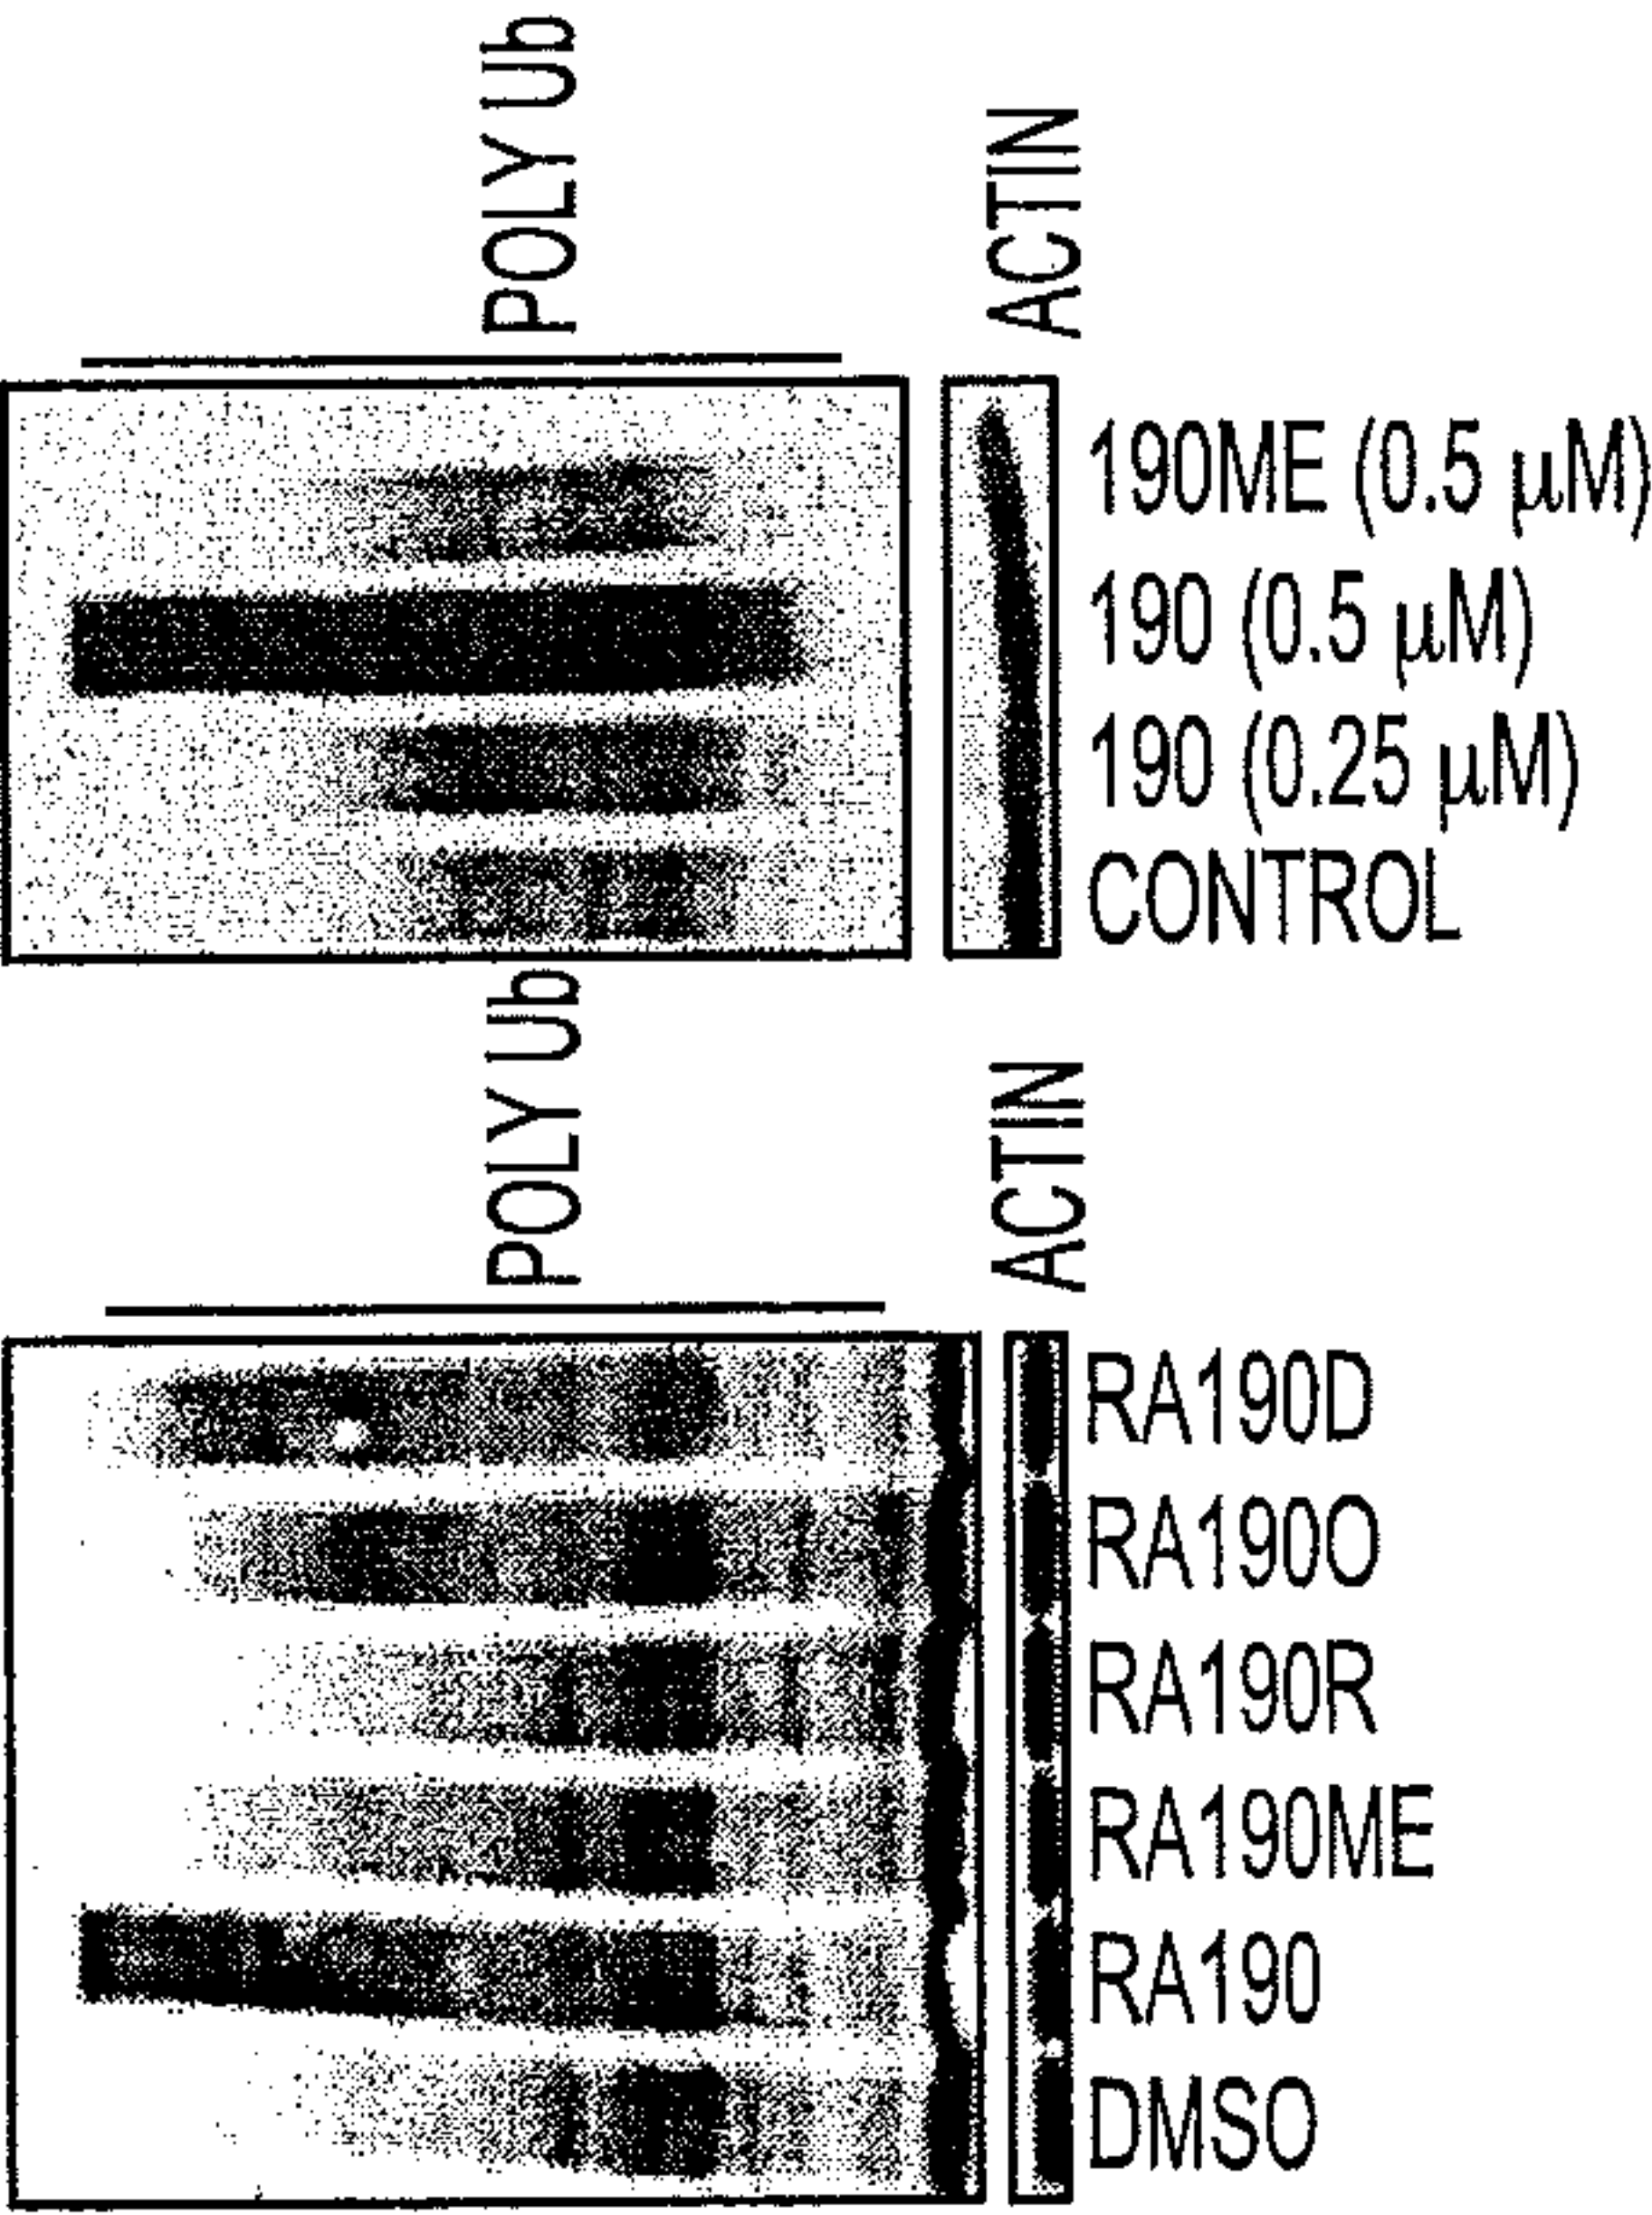 POLY Ub
ACTIN
DMSO
RA190
RA190ME
RA190R
RA190O
RA190D
POLY Ub
ACTIN
CONTROL
190 (0.25 µM)
190 (0.5 µM)
190ME (0.5 µM)